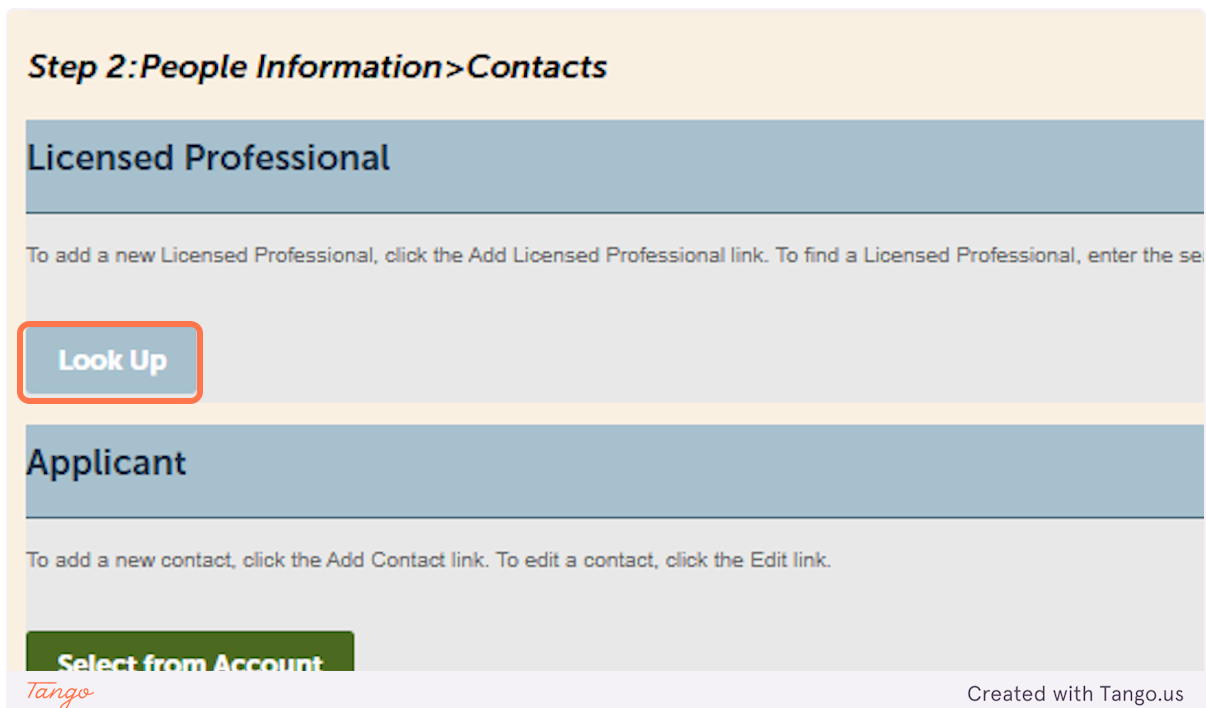 Step 2:People Information>Contacts
Licensed Professional
To add a new Licensed Professional, click the Add Licensed Professional link. To find a Licensed Professional, enter the
Look Up
Applicant
To add a new contact, click the Add Contact link. To edit a contact, click the Edit link.
Select from Account
Tango
Created with Tango.us